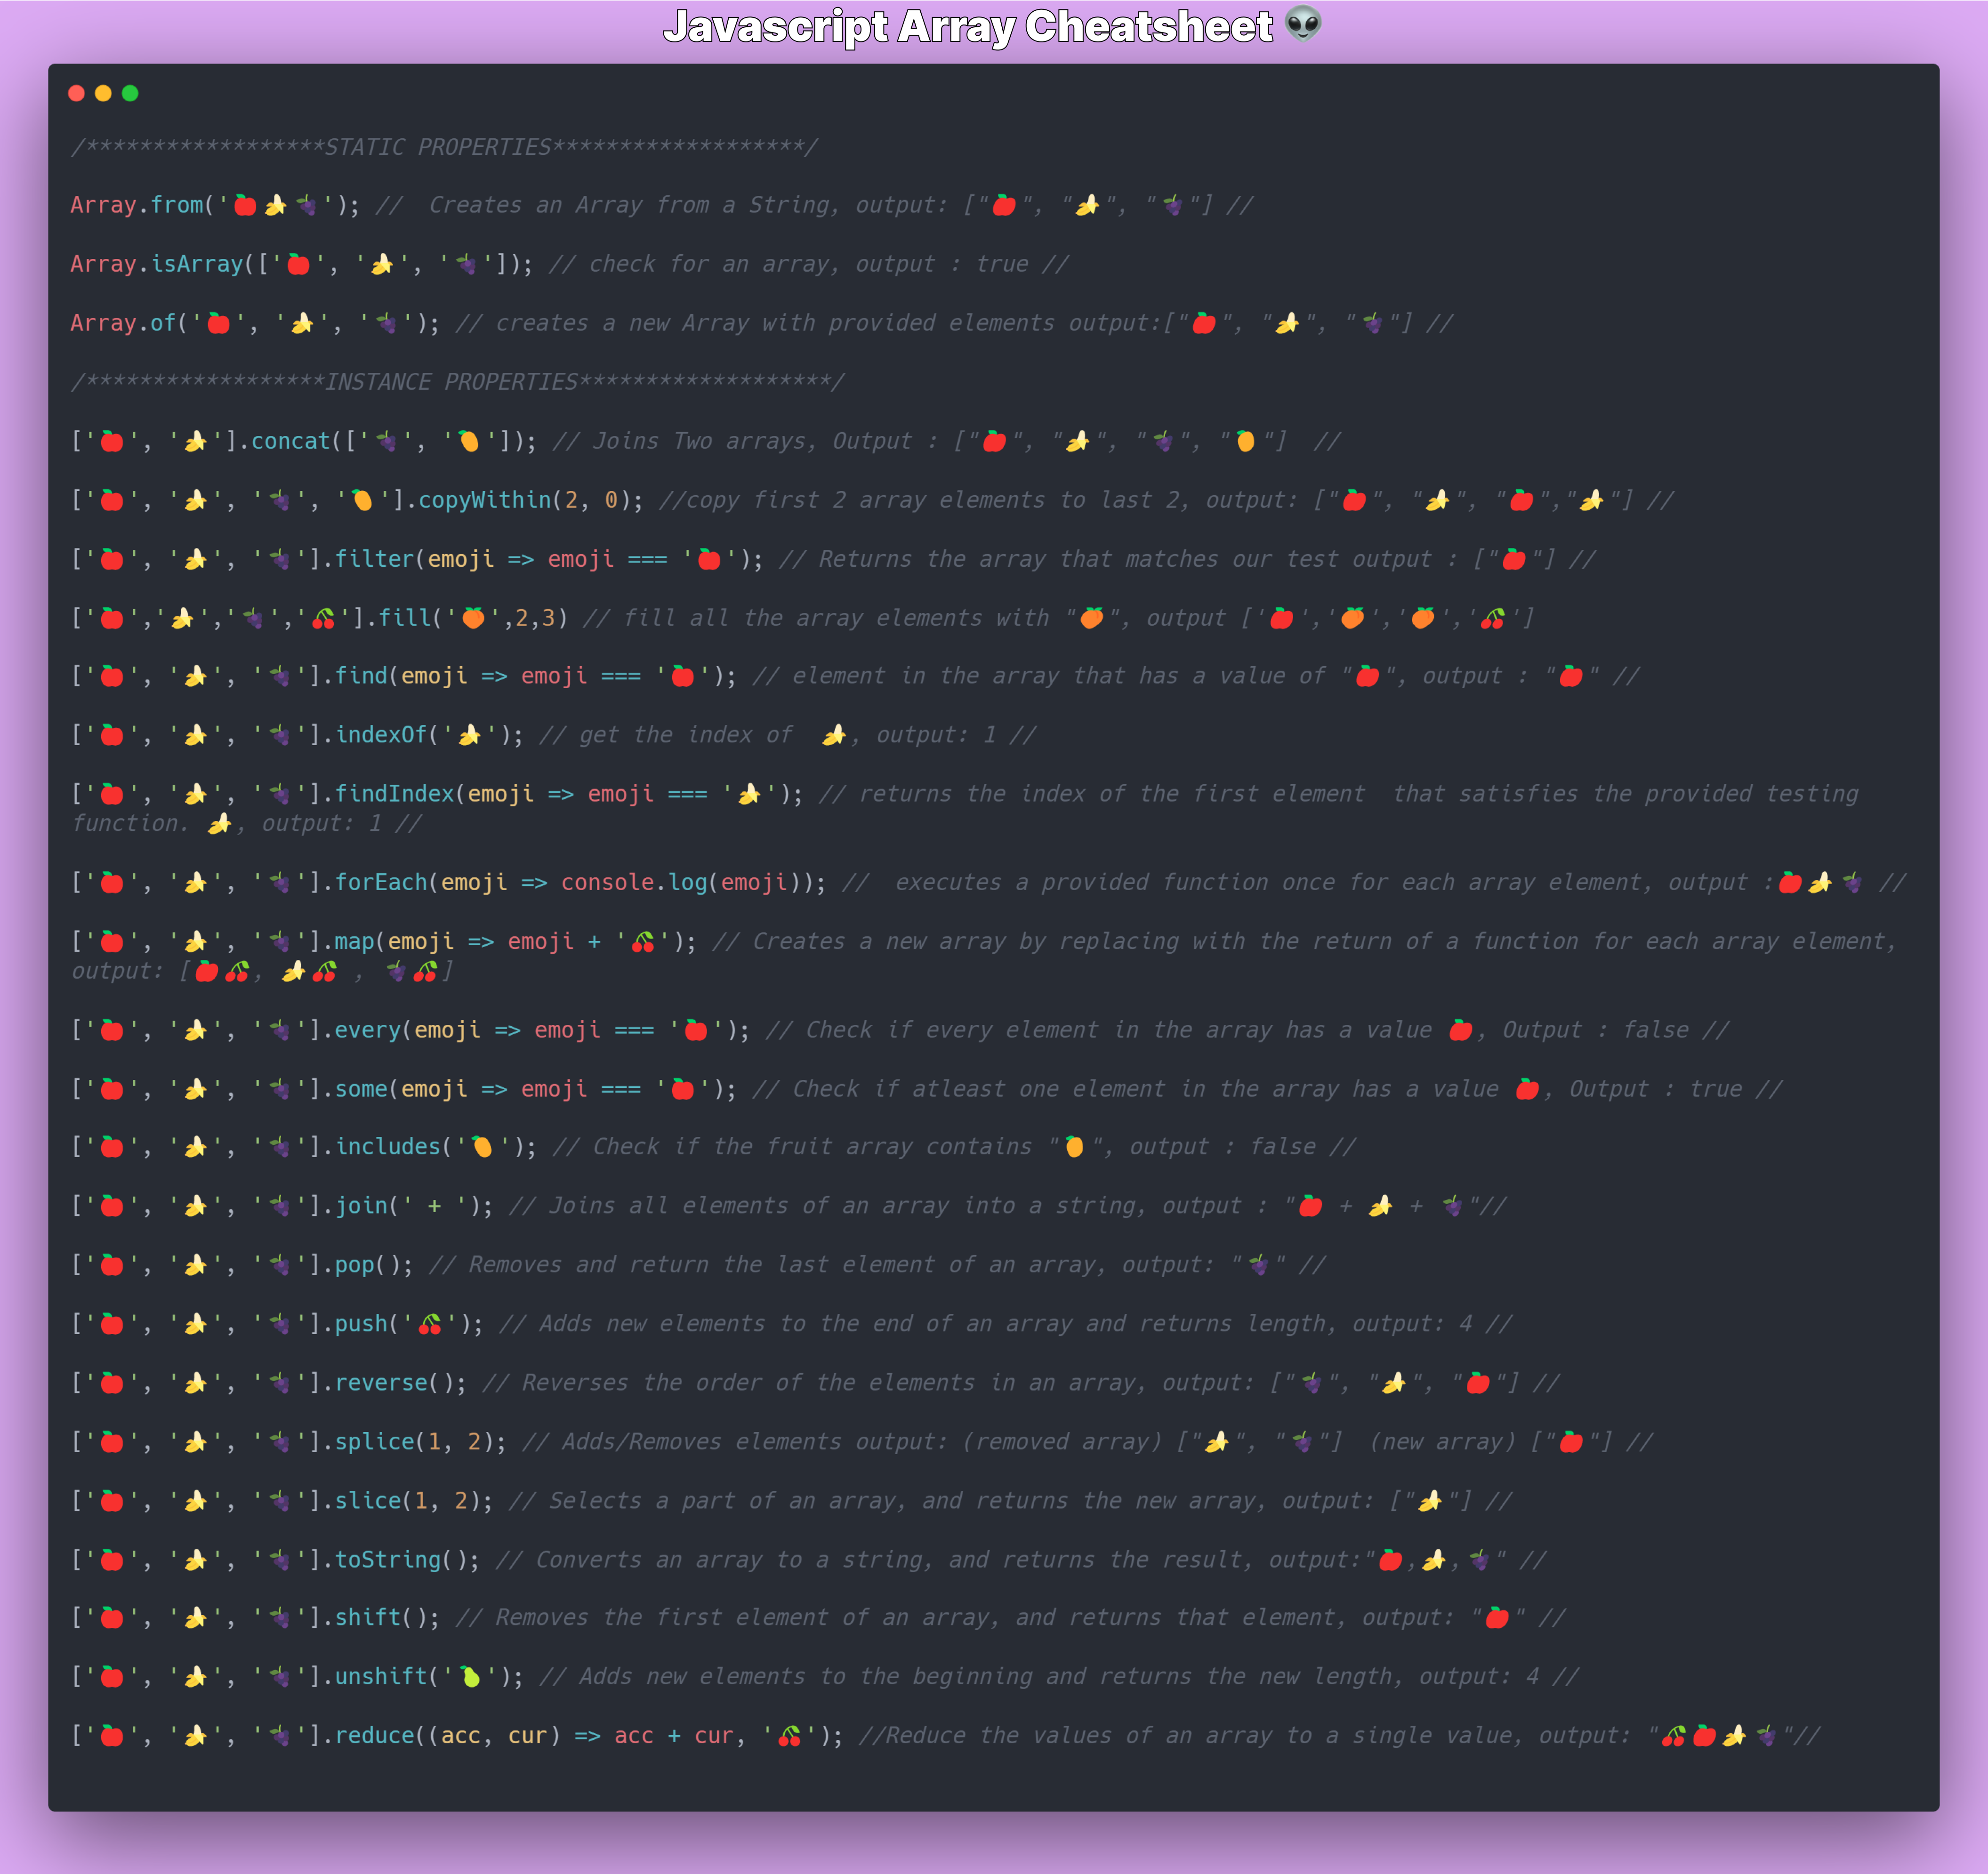 Javascript Array Cheatsheet 👽
/******************STATIC PROPERTIES*******************/
Array.from('🍎🍌🍇'); //  Creates an Array from a String, output: ["🍎", "🍌", "🍇"] //
Array.isArray(['🍎', '🍌', '🍇']); // check for an array, output : true //
Array.of('🍎', '🍌', '🍇'); // creates a new Array with provided elements output:["🍎", "🍌", "🍇"] //
/******************INSTANCE PROPERTIES*******************/
['🍎', '🍌'].concat(['🍇', '🥭']); // Joins Two arrays, Output : ["🍎", "🍌", "🍇", "🥭"]  //
['🍎', '🍌', '🍇', '🥭'].copyWithin(2, 0); //copy first 2 array elements to last 2, output: ["🍎", "🍌", "🍎","🍌"] //
['🍎', '🍌', '🍇'].filter(emoji => emoji === '🍎'); // Returns the array that matches our test output : ["🍎"] //
['🍎','🍌','🍇','🍒'].fill('🍊',2,3) // fill all the array elements with "🍊", output ['🍎','🍊','🍊','🍒']
['🍎', '🍌', '🍇'].find(emoji => emoji === '🍎'); // element in the array that has a value of "🍎", output : "🍎" //
['🍎', '🍌', '🍇'].indexOf('🍌'); // get the index of  🍌, output: 1 //
['🍎', '🍌', '🍇'].findIndex(emoji => emoji === '🍌'); // returns the index of the first element  that satisfies the provided testing
function. 🍌, output: 1 //
['🍎', '🍌', '🍇'].forEach(emoji => console.log(emoji)); //  executes a provided function once for each array element, output :🍎🍌🍇 //
['🍎', '🍌', '🍇'].map(emoji => emoji + '🍒'); // Creates a new array by replacing with the return of a function for each array element,
output: [🍎🍒, 🍌🍒 , 🍇🍒]
['🍎', '🍌', '🍇'].every(emoji => emoji === '🍎'); // Check if every element in the array has a value 🍎, Output : false //
['🍎', '🍌', '🍇'].some(emoji => emoji === '🍎'); // Check if atleast one element in the array has a value 🍎, Output : true //
['🍎', '🍌', '🍇'].includes('🥭'); // Check if the fruit array contains "🥭", output : false //
['🍎', '🍌', '🍇'].join(' + '); // Joins all elements of an array into a string, output : "🍎 + 🍌 + 🍇"//
['🍎', '🍌', '🍇'].pop(); // Removes and return the last element of an array, output: "🍇" //
['🍎', '🍌', '🍇'].push('🍒'); // Adds new elements to the end of an array and returns length, output: 4 //
['🍎', '🍌', '🍇'].reverse(); // Reverses the order of the elements in an array, output: ["🍇", "🍌", "🍎"] //
['🍎', '🍌', '🍇'].splice(1, 2); // Adds/Removes elements output: (removed array) ["🍌", "🍇"]  (new array) ["🍎"] //
['🍎', '🍌', '🍇'].slice(1, 2); // Selects a part of an array, and returns the new array, output: ["🍌"] //
['🍎', '🍌', '🍇'].toString(); // Converts an array to a string, and returns the result, output:"🍎,🍌,🍇" //
['🍎', '🍌', '🍇'].shift(); // Removes the first element of an array, and returns that element, output: "🍎" //
['🍎', '🍌', '🍇'].unshift('🍐'); // Adds new elements to the beginning and returns the new length, output: 4 //
['🍎', '🍌', '🍇'].reduce((acc, cur) => acc + cur, '🍒'); //Reduce the values of an array to a single value, output: "🍒🍎🍌🍇"//